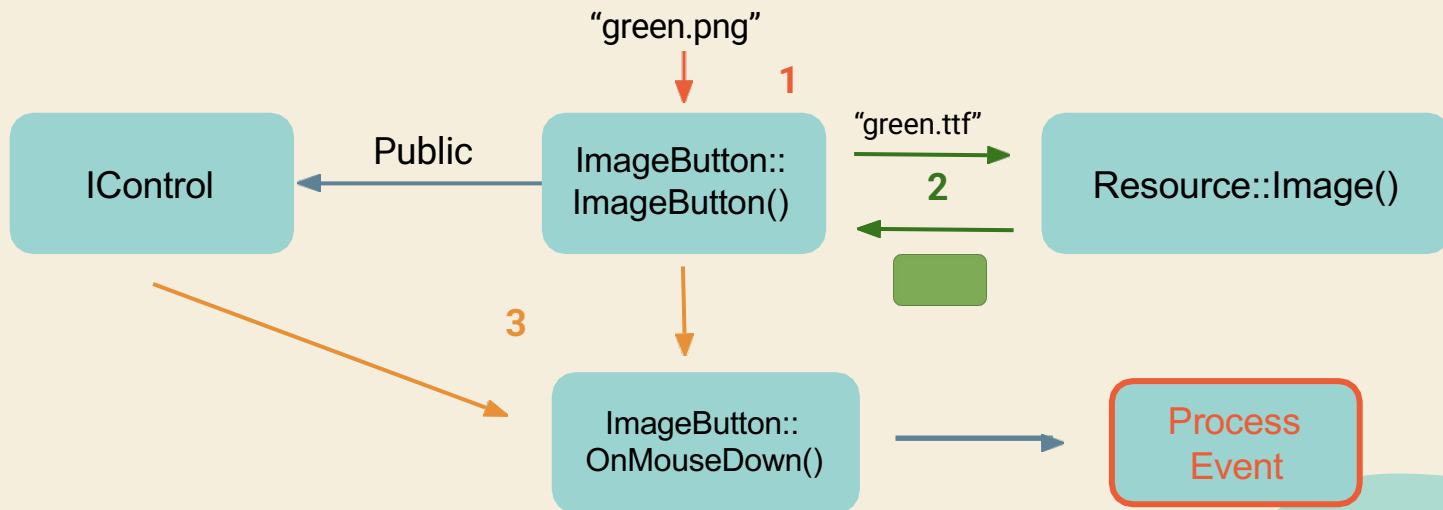 “green.png”
1
IControl
Public
ImageButton::
ImageButton()
“green.ttf”
2
Resource::Image()
3
ImageButton::
OnMouseDown()
Process
Event